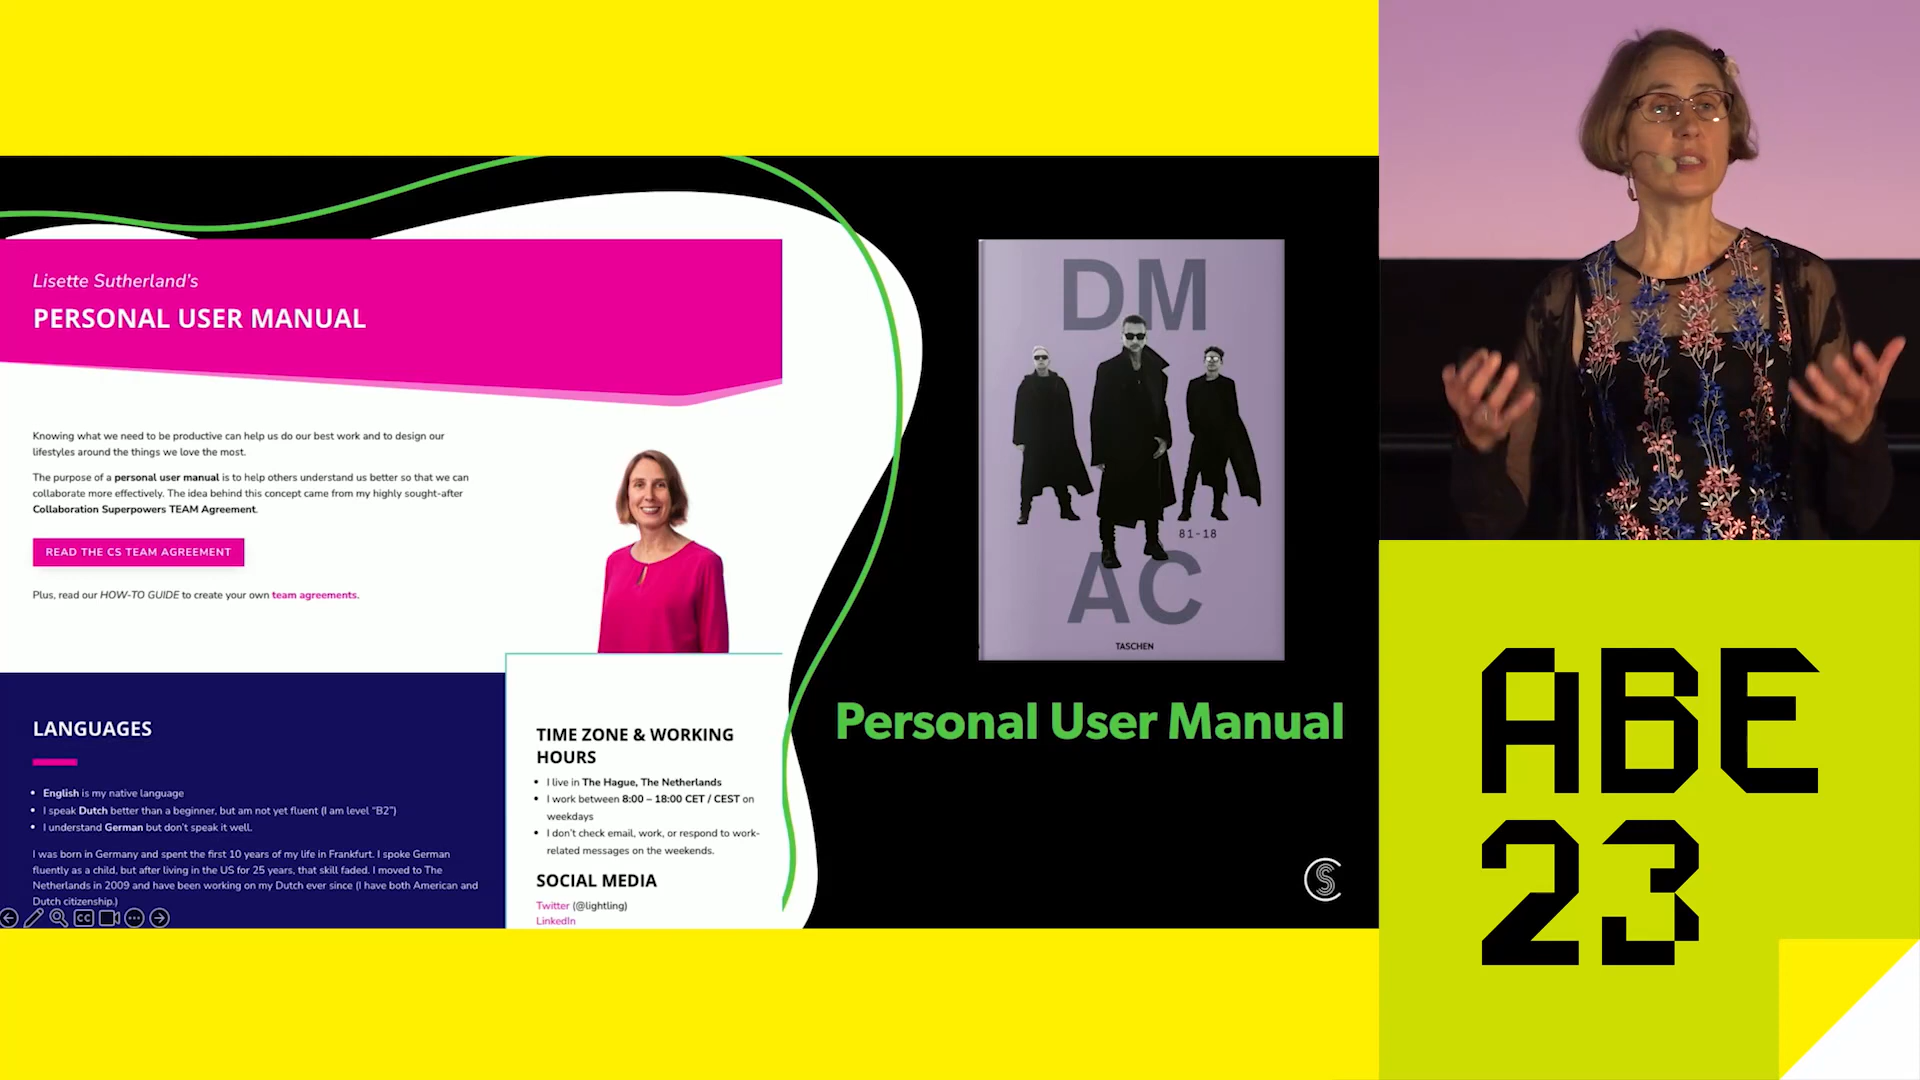 Lisette Sutherland's
PERSONAL USER MANUAL
Knowing what we need to be productive can help us do our best work and to design our
lifestyles around the things we love the most.
The purpose of a personal user manual is to help others understand us better so that we can
collaborate more effectively. The idea behind this concept came from my highly sought-after
Collaboration Superpowers TEAM Agreement.
READ THE CS TEAM AGREEMENT
Plus, read our HOW-TO GUIDE to create your own team agreements.
LANGUAGES
English is my native language
I speak Dutch better than a beginner, but am not yet fluent (I am level "B2")
I understand German but don't speak it well.
I was born in Germany and spent the first 10 years of my life in Frankfurt. I spoke German
fluently as a child, but after living in the US for 25 years, that skill faded. I moved to The
Netherlands in 2009 and have been working on my Dutch ever since (I have both American and
Dutch citizenship.)
CC
TIME ZONE & WORKING
HOURS
I live in The Hague, The Netherlands
I work between 8:00 – 18:00 CET / CEST on
weekdays
I don't check email, work, or respond to work-
related messages on the weekends.
SOCIAL MEDIA
Twitter (@lightling)
LinkedIn
DM
81-18
AC
TASCHEN
Personal User Manual
CS
ABE
23